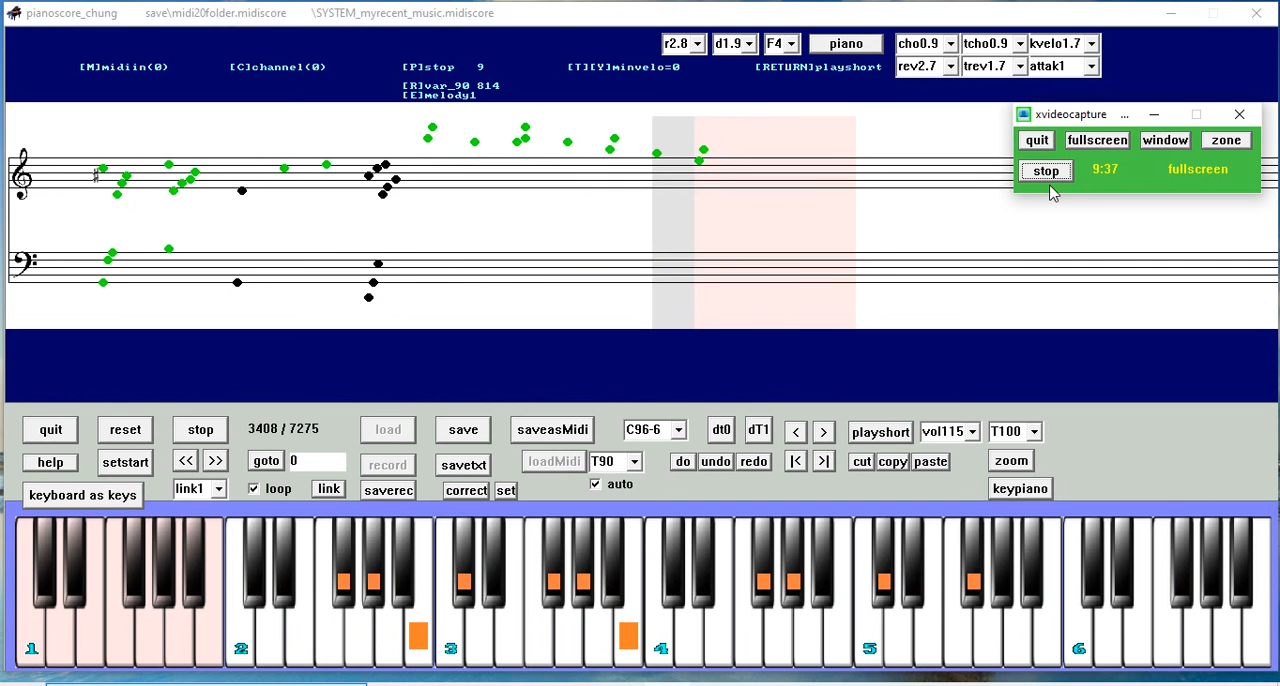 pianoscore_chung save\midi20folder.midiscore \SYSTEM_myrecent_music.midiscore
r2.8 d1.9 F4 piano cho0.9 tcho0.9 kvelo1.7
[M]midiin(0) [C]channel(0) [P]stop 9 [T][Y]minvelo=0 [RETURN]playshort rev2.7 trev1.7 attak1
[R]var_90 814
[E]melody1
xvideocapture ...
quit fullscreen window zone
stop 9:37 fullscreen
quit reset stop 3408 / 7275 load save saveasMidi C96-6 dt0 dT1 < > playshort vol115 T100
help setstart << >> goto 0 record savetxt loadMidi T90 do undo redo |< >| cut copy paste zoom
keyboard as keys link1 loop link saverec correct set auto keypiano
1 2 3 4 5 6